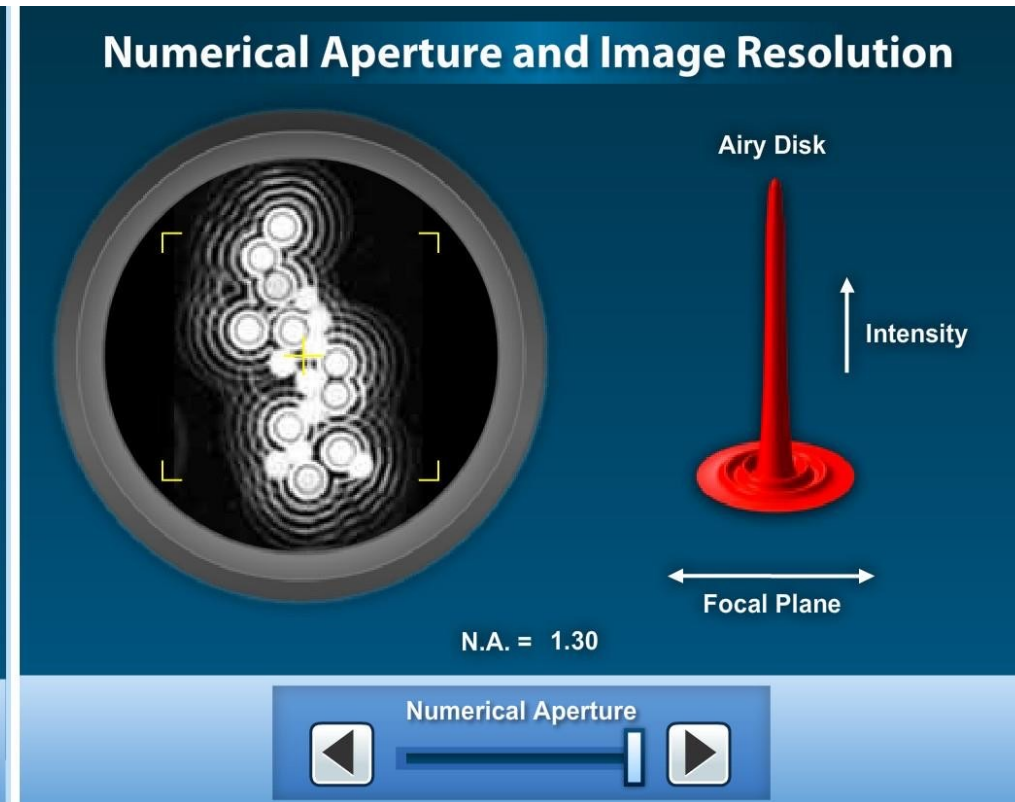 Numerical Aperture and Image Resolution
Airy Disk
Intensity
Focal Plane
N.A. = 1.30
Numerical Aperture